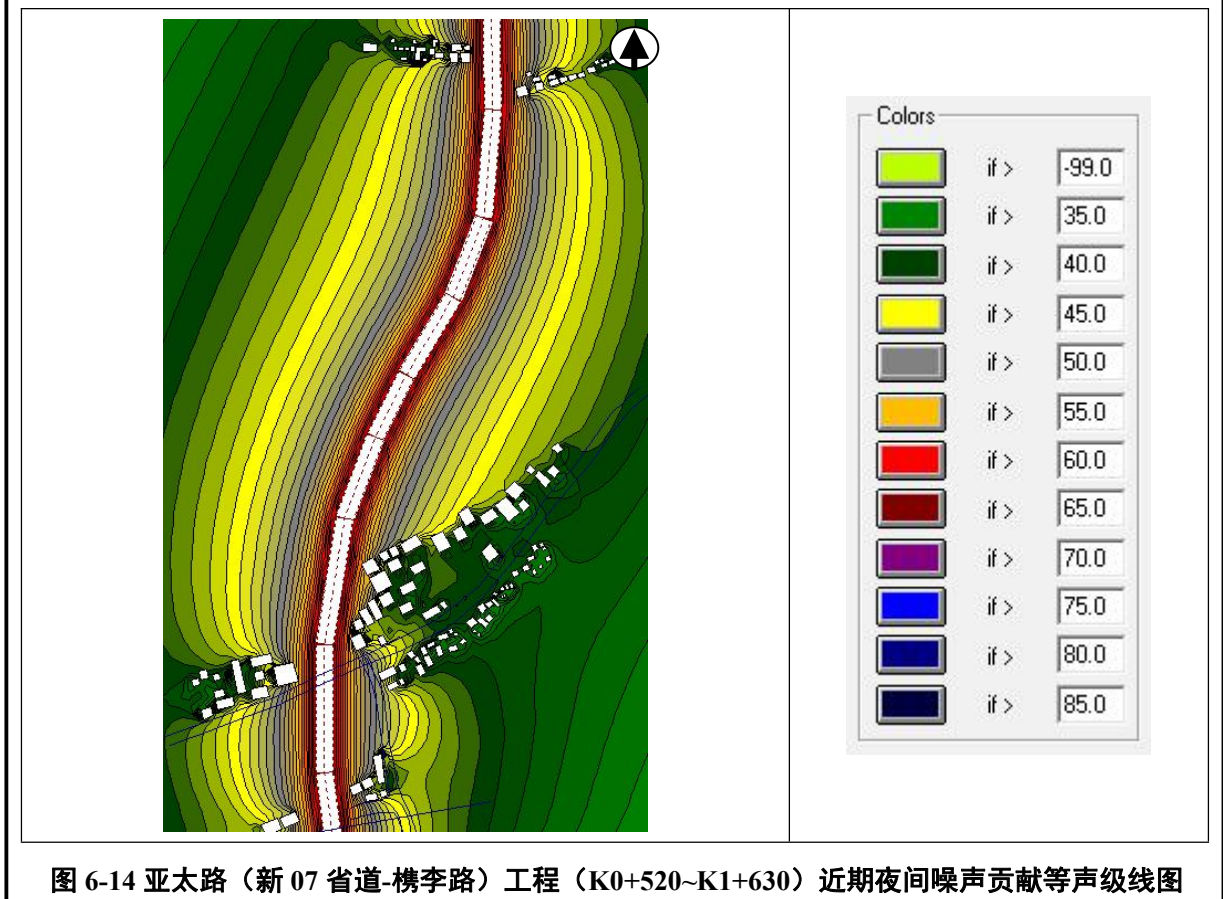 Colors
if > -99.0
if > 35.0
if > 40.0
if > 45.0
if > 50.0
if > 55.0
if > 60.0
if > 65.0
if > 70.0
if > 75.0
if > 80.0
if > 85.0
图 6-14 亚太路（新 07 省道-槜李路）工程（K0+520~K1+630）近期夜间噪声贡献等声级线图